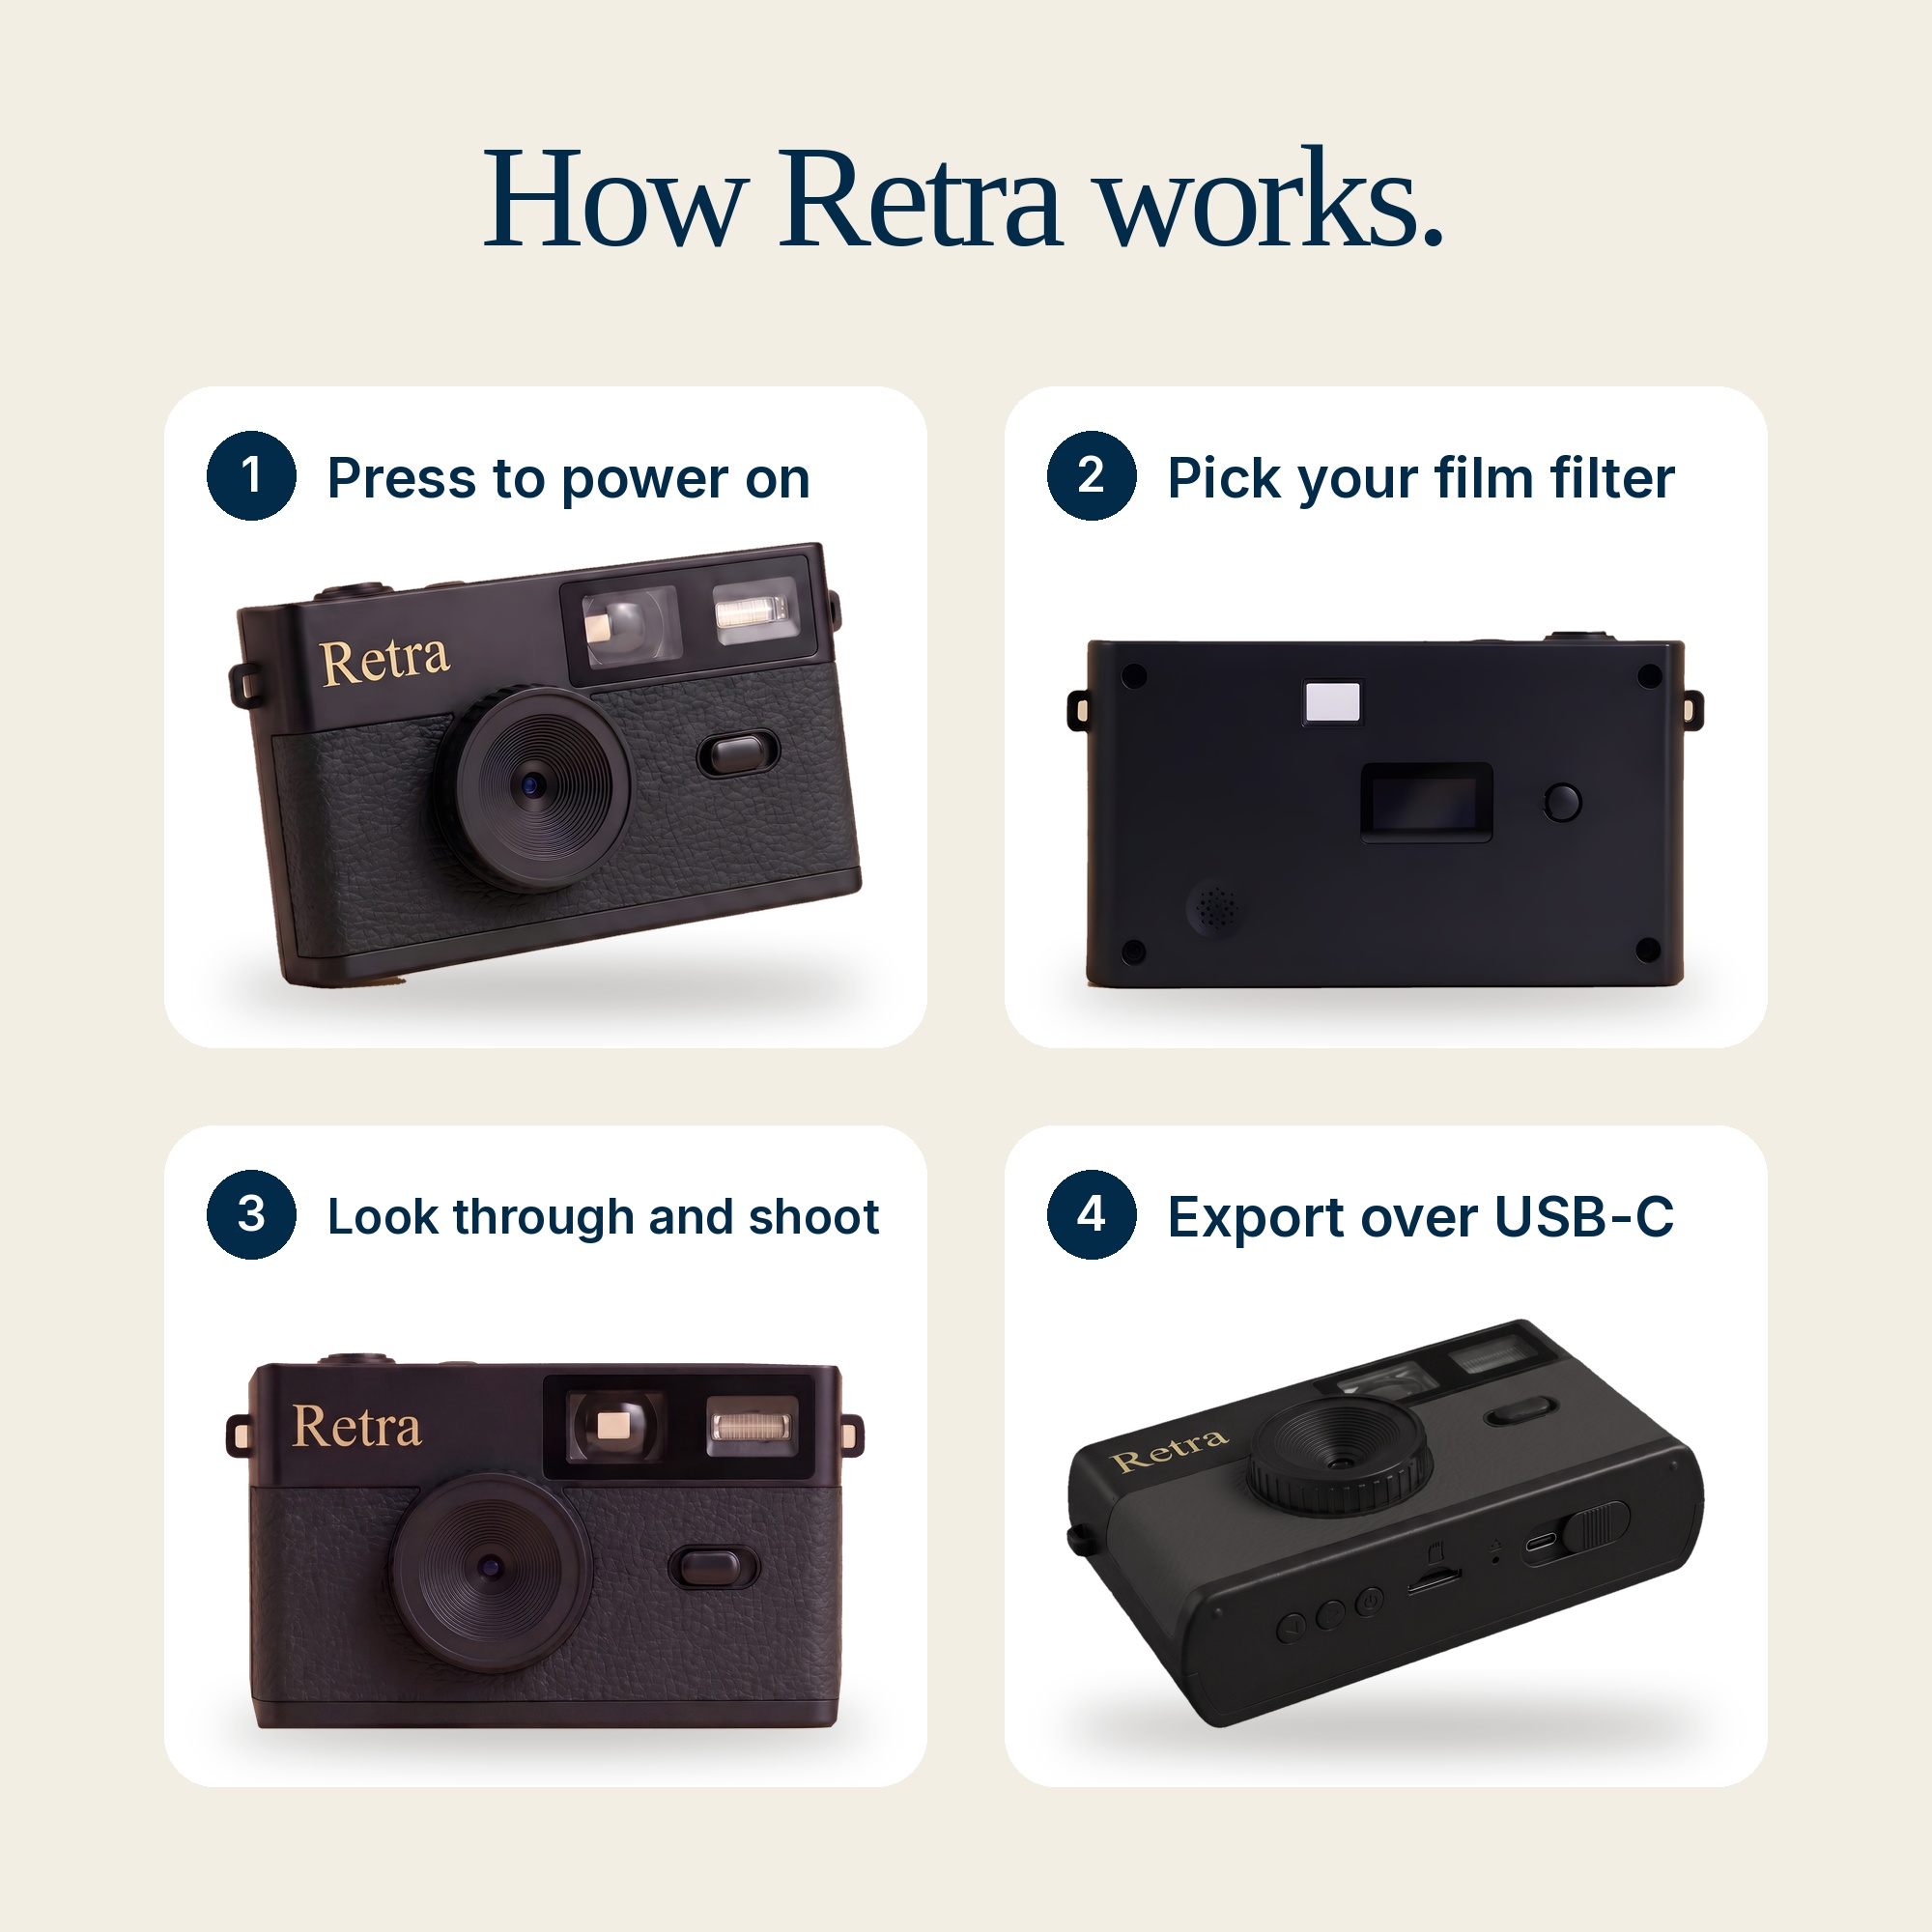 How Retra works.
1 Press to power on
Retra
2 Pick your film filter
3 Look through and shoot
Retra
4 Export over USB-C
Retra